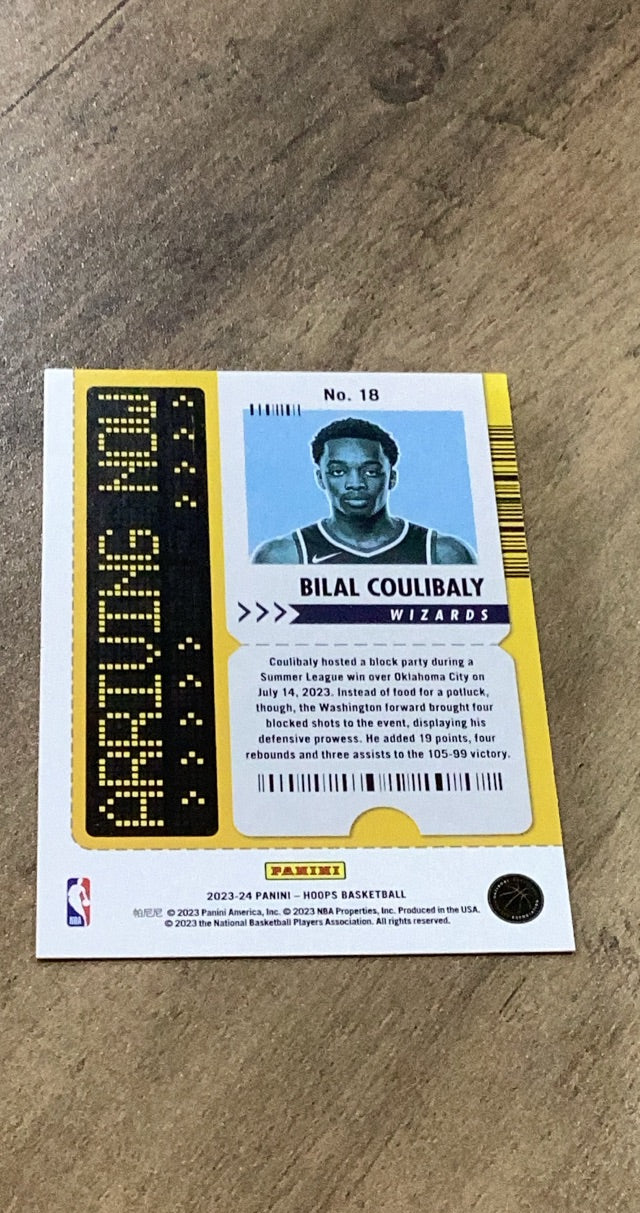 No. 18
BILAL COULIBALY
WIZARDS
ARRIVING NOW
Coulibaly hosted a block party during a
Summer League win over Oklahoma City on
July 14, 2023. Instead of food for a potluck,
though, the Washington forward brought four
blocked shots to the event, displaying his
defensive prowess. He added 19 points, four
rebounds and three assists to the 105-99 victory.
PANINI
2023-24 PANINI – HOOPS BASKETBALL
帕尼尼 © 2023 Panini America, Inc. © 2023 NBA Properties, Inc. Produced in the USA.
© 2023 the National Basketball Players Association. All rights reserved.
NBA